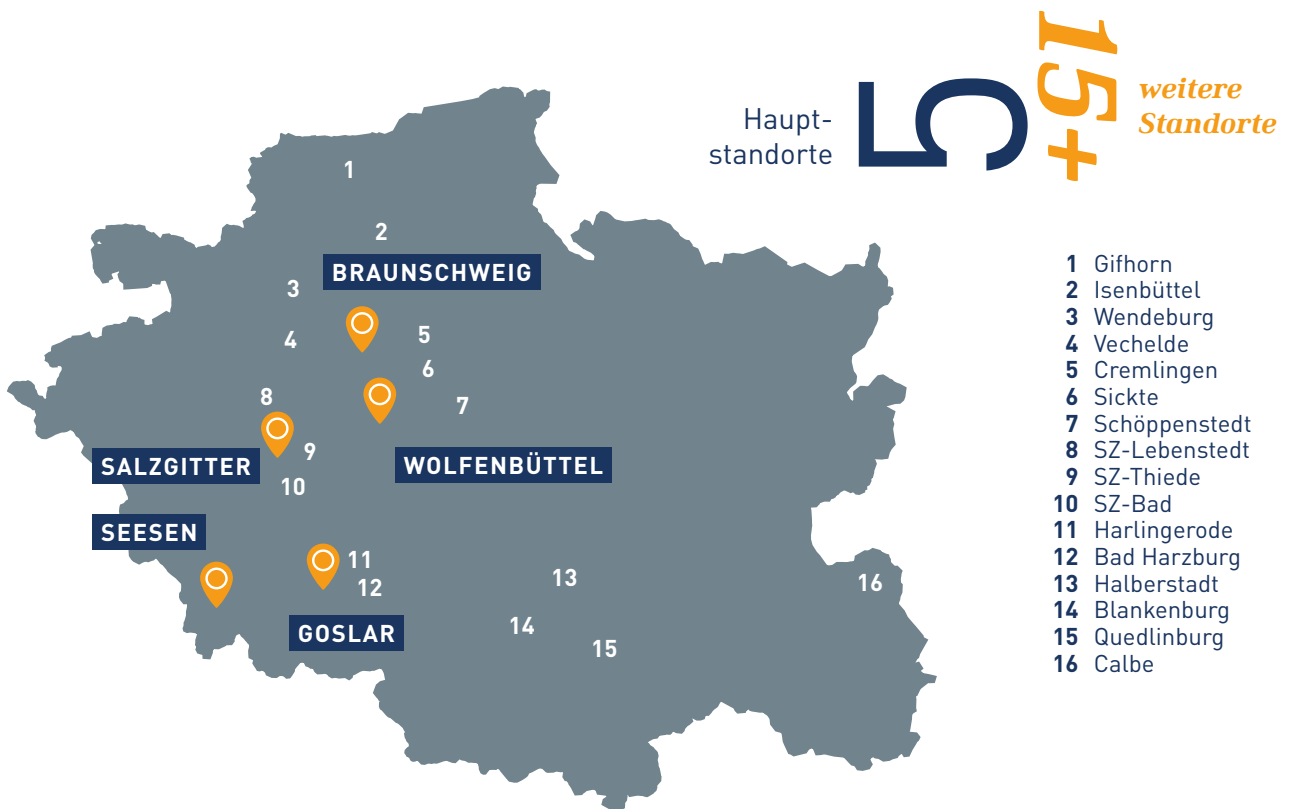 Haupt-
standorte
5
15+
weitere
Standorte
1
2
BRAUNSCHWEIG
3
4
5
6
7
8
9
SALZGITTER
WOLFENBÜTTEL
10
SEESEN
11
12
13
16
GOSLAR
14
15
1 Gifhorn
2 Isenbüttel
3 Wendeburg
4 Vechelde
5 Cremlingen
6 Sickte
7 Schöppenstedt
8 SZ-Lebenstedt
9 SZ-Thiede
10 SZ-Bad
11 Harlingerode
12 Bad Harzburg
13 Halberstadt
14 Blankenburg
15 Quedlinburg
16 Calbe